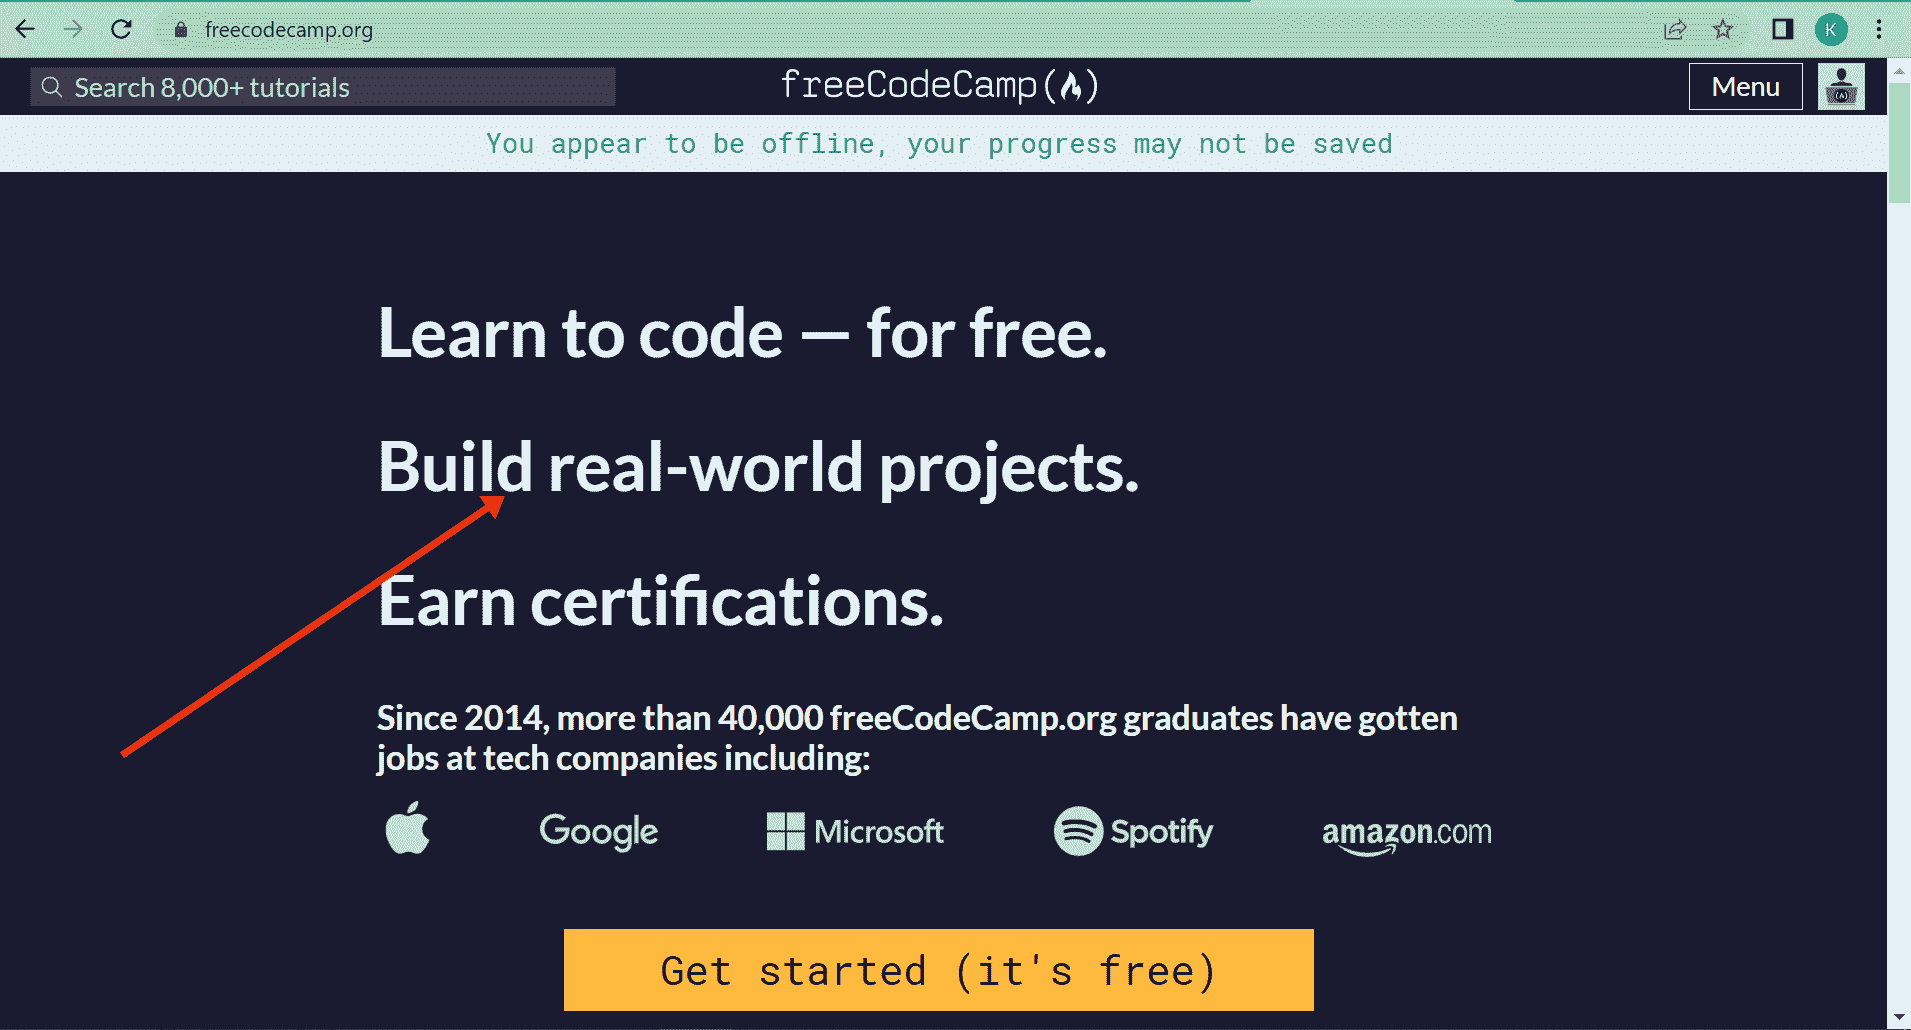 freecodecamp.org
K
Search 8,000+ tutorials
freeCodeCamp(🔥)
Menu
You appear to be offline, your progress may not be saved
Learn to code — for free.
Build real-world projects.
Earn certifications.
Since 2014, more than 40,000 freeCodeCamp.org graduates have gotten
jobs at tech companies including:
Google
Microsoft
Spotify
amazon.com
Get started (it's free)